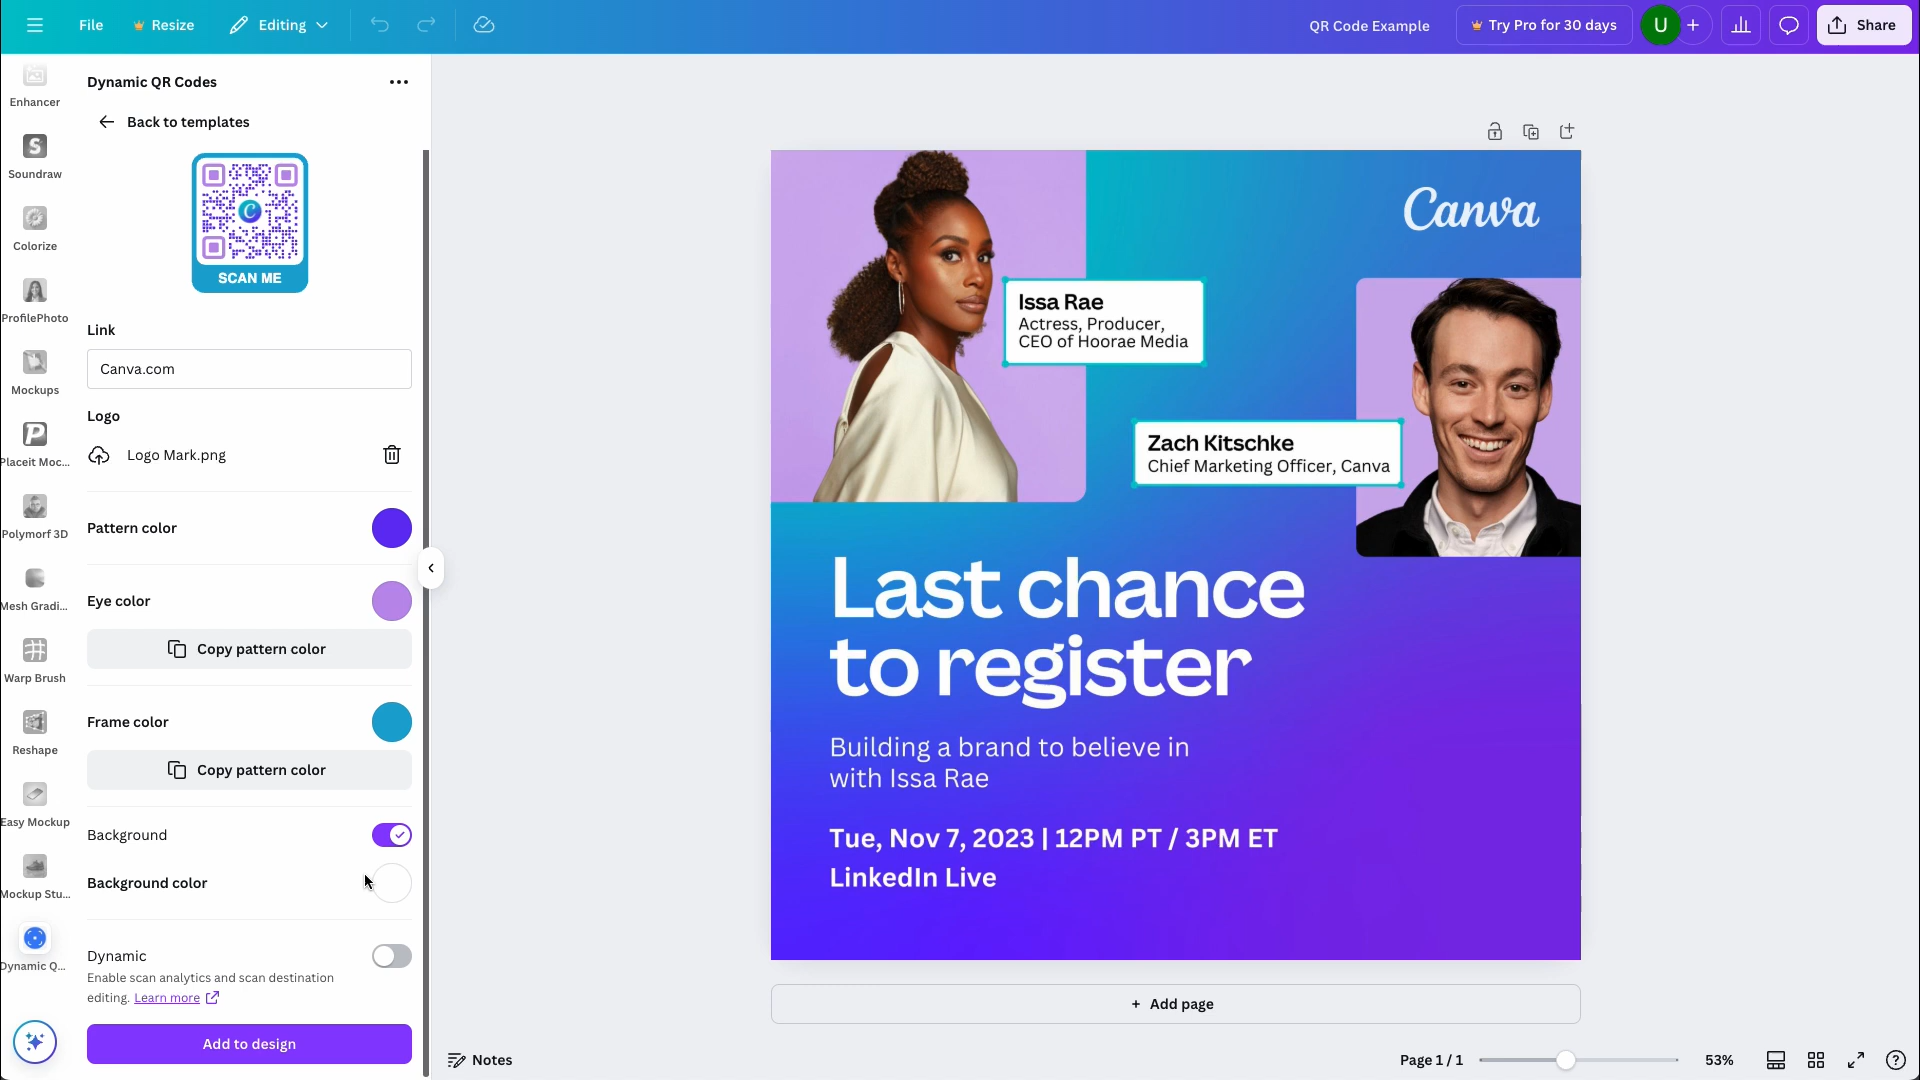 File
Resize
Editing
QR Code Example
Try Pro for 30 days
U
Share
Enhancer
Soundraw
Colorize
ProfilePhoto
Mockups
Placeit Moc...
Polymorf 3D
Mesh Gradi...
Warp Brush
Reshape
Easy Mockup
Mockup Stu...
Dynamic Q...
Dynamic QR Codes
Back to templates
SCAN ME
Link
Canva.com
Logo
Logo Mark.png
Pattern color
Eye color
Copy pattern color
Frame color
Copy pattern color
Background
Background color
Dynamic
Enable scan analytics and scan destination
editing. Learn more
Add to design
Canva
Issa Rae
Actress, Producer,
CEO of Hoorae Media
Zach Kitschke
Chief Marketing Officer, Canva
Last chance
to register
Building a brand to believe in
with Issa Rae
Tue, Nov 7, 2023 | 12PM PT / 3PM ET
LinkedIn Live
+ Add page
Notes
Page 1 / 1
53%